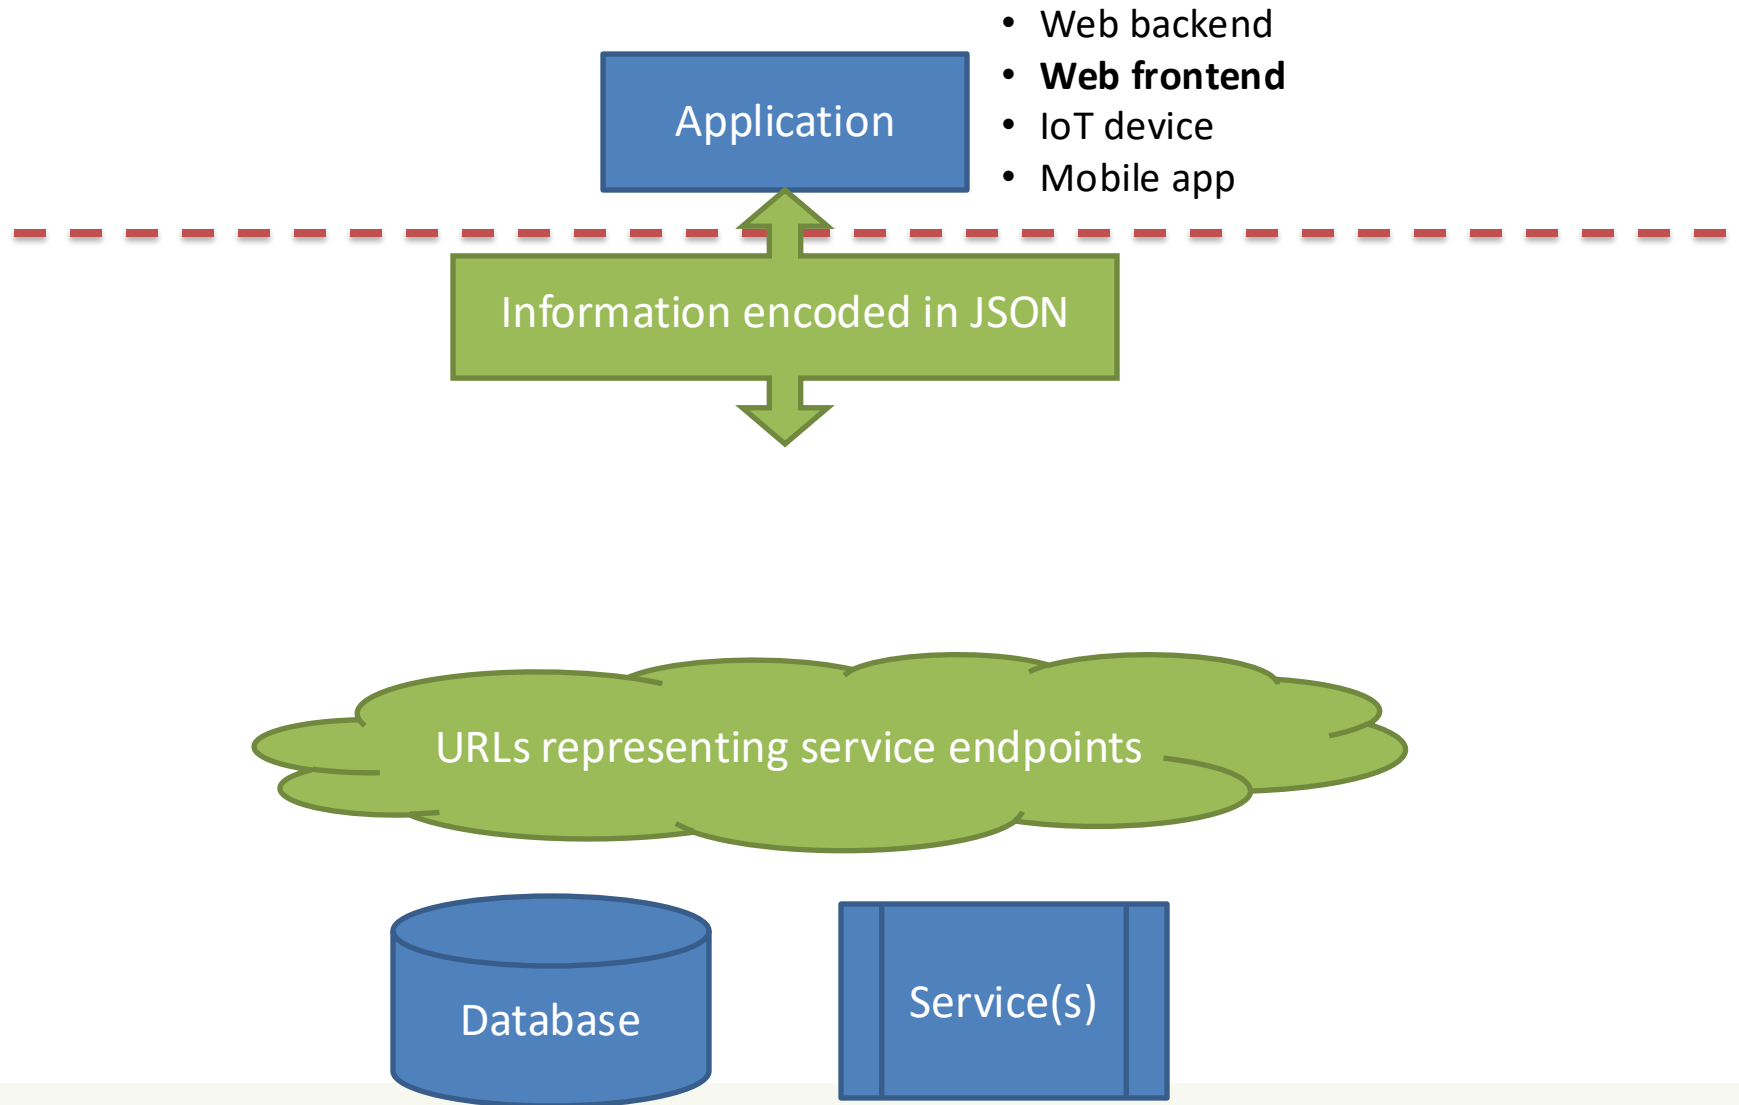 • Web backend
• Web frontend
• IoT device
• Mobile app
Application
Information encoded in JSON
URLs representing service endpoints
Database
Service(s)